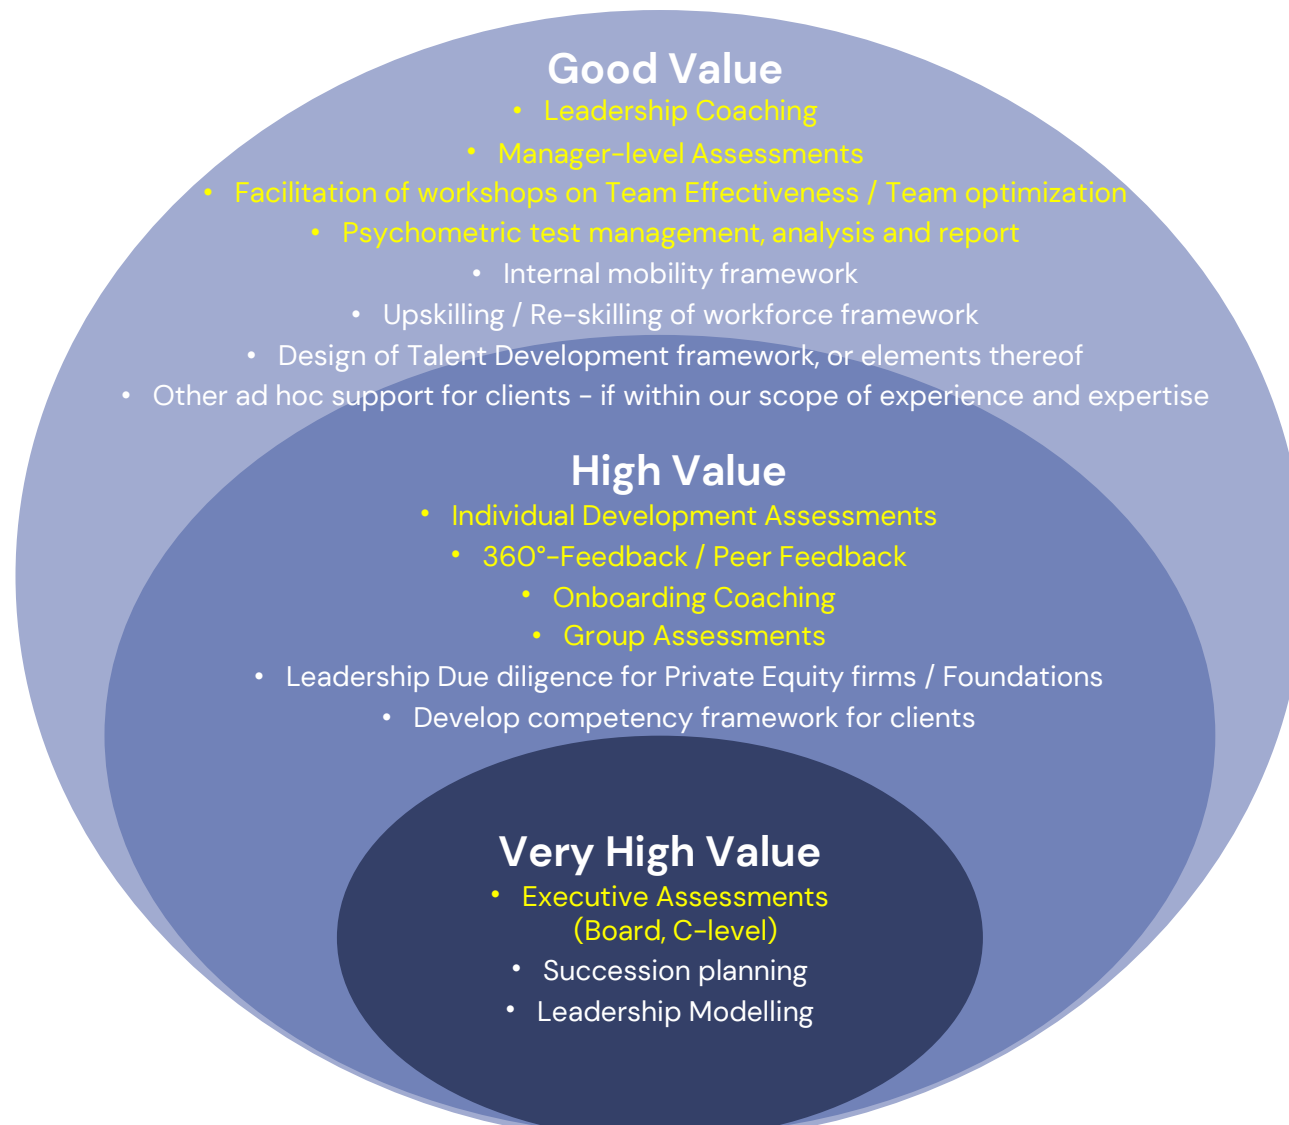 Good Value
• Leadership Coaching
• Manager-level Assessments
• Facilitation of workshops on Team Effectiveness / Team optimization
• Psychometric test management, analysis and report
• Internal mobility framework
• Upskilling / Re-skilling of workforce framework
• Design of Talent Development framework, or elements thereof
• Other ad hoc support for clients - if within our scope of experience and expertise
High Value
• Individual Development Assessments
• 360°-Feedback / Peer Feedback
• Onboarding Coaching
• Group Assessments
• Leadership Due diligence for Private Equity firms / Foundations
• Develop competency framework for clients
Very High Value
• Executive Assessments
(Board, C-level)
• Succession planning
• Leadership Modelling